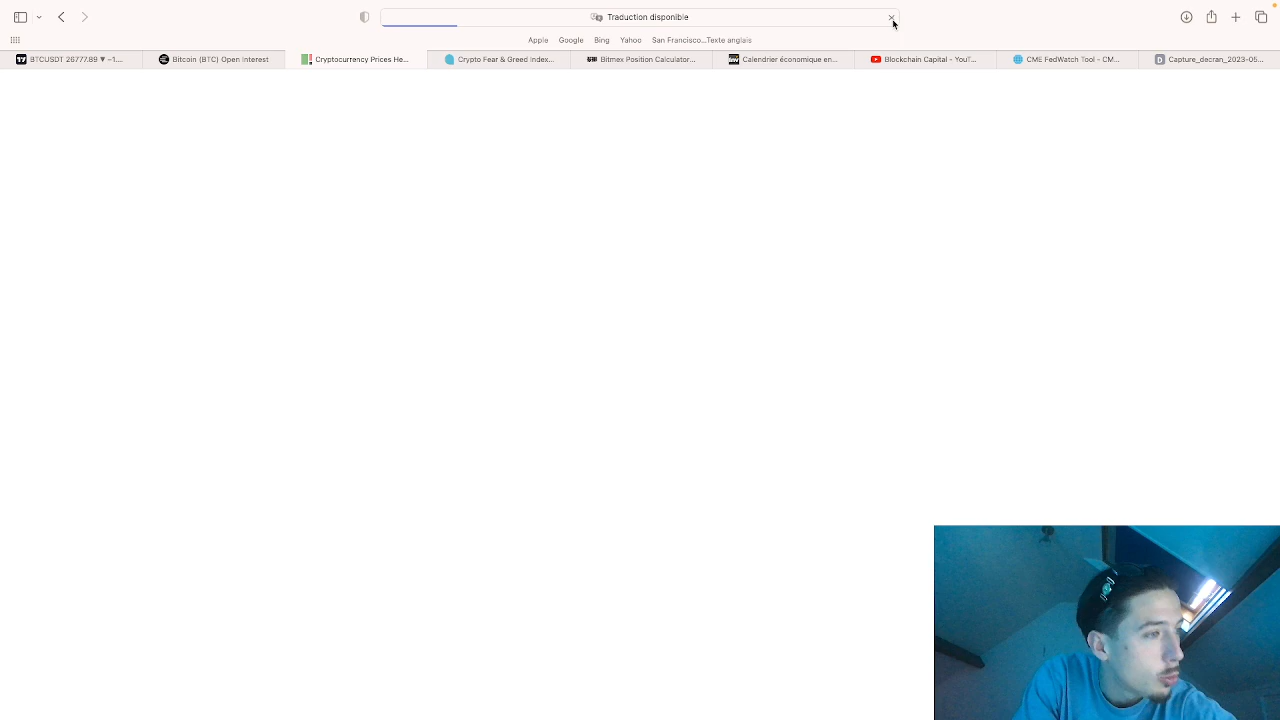 Traduction disponible
Apple Google Bing Yahoo San Francisco...Texte anglais
BTCUSDT 26777.89 ▼ −1.... Bitcoin (BTC) Open Interest Cryptocurrency Prices He... Crypto Fear & Greed Index... Bitmex Position Calculator... Calendrier économique en... Blockchain Capital - YouT... CME FedWatch Tool - CM... D Capture_decran_2023-05...